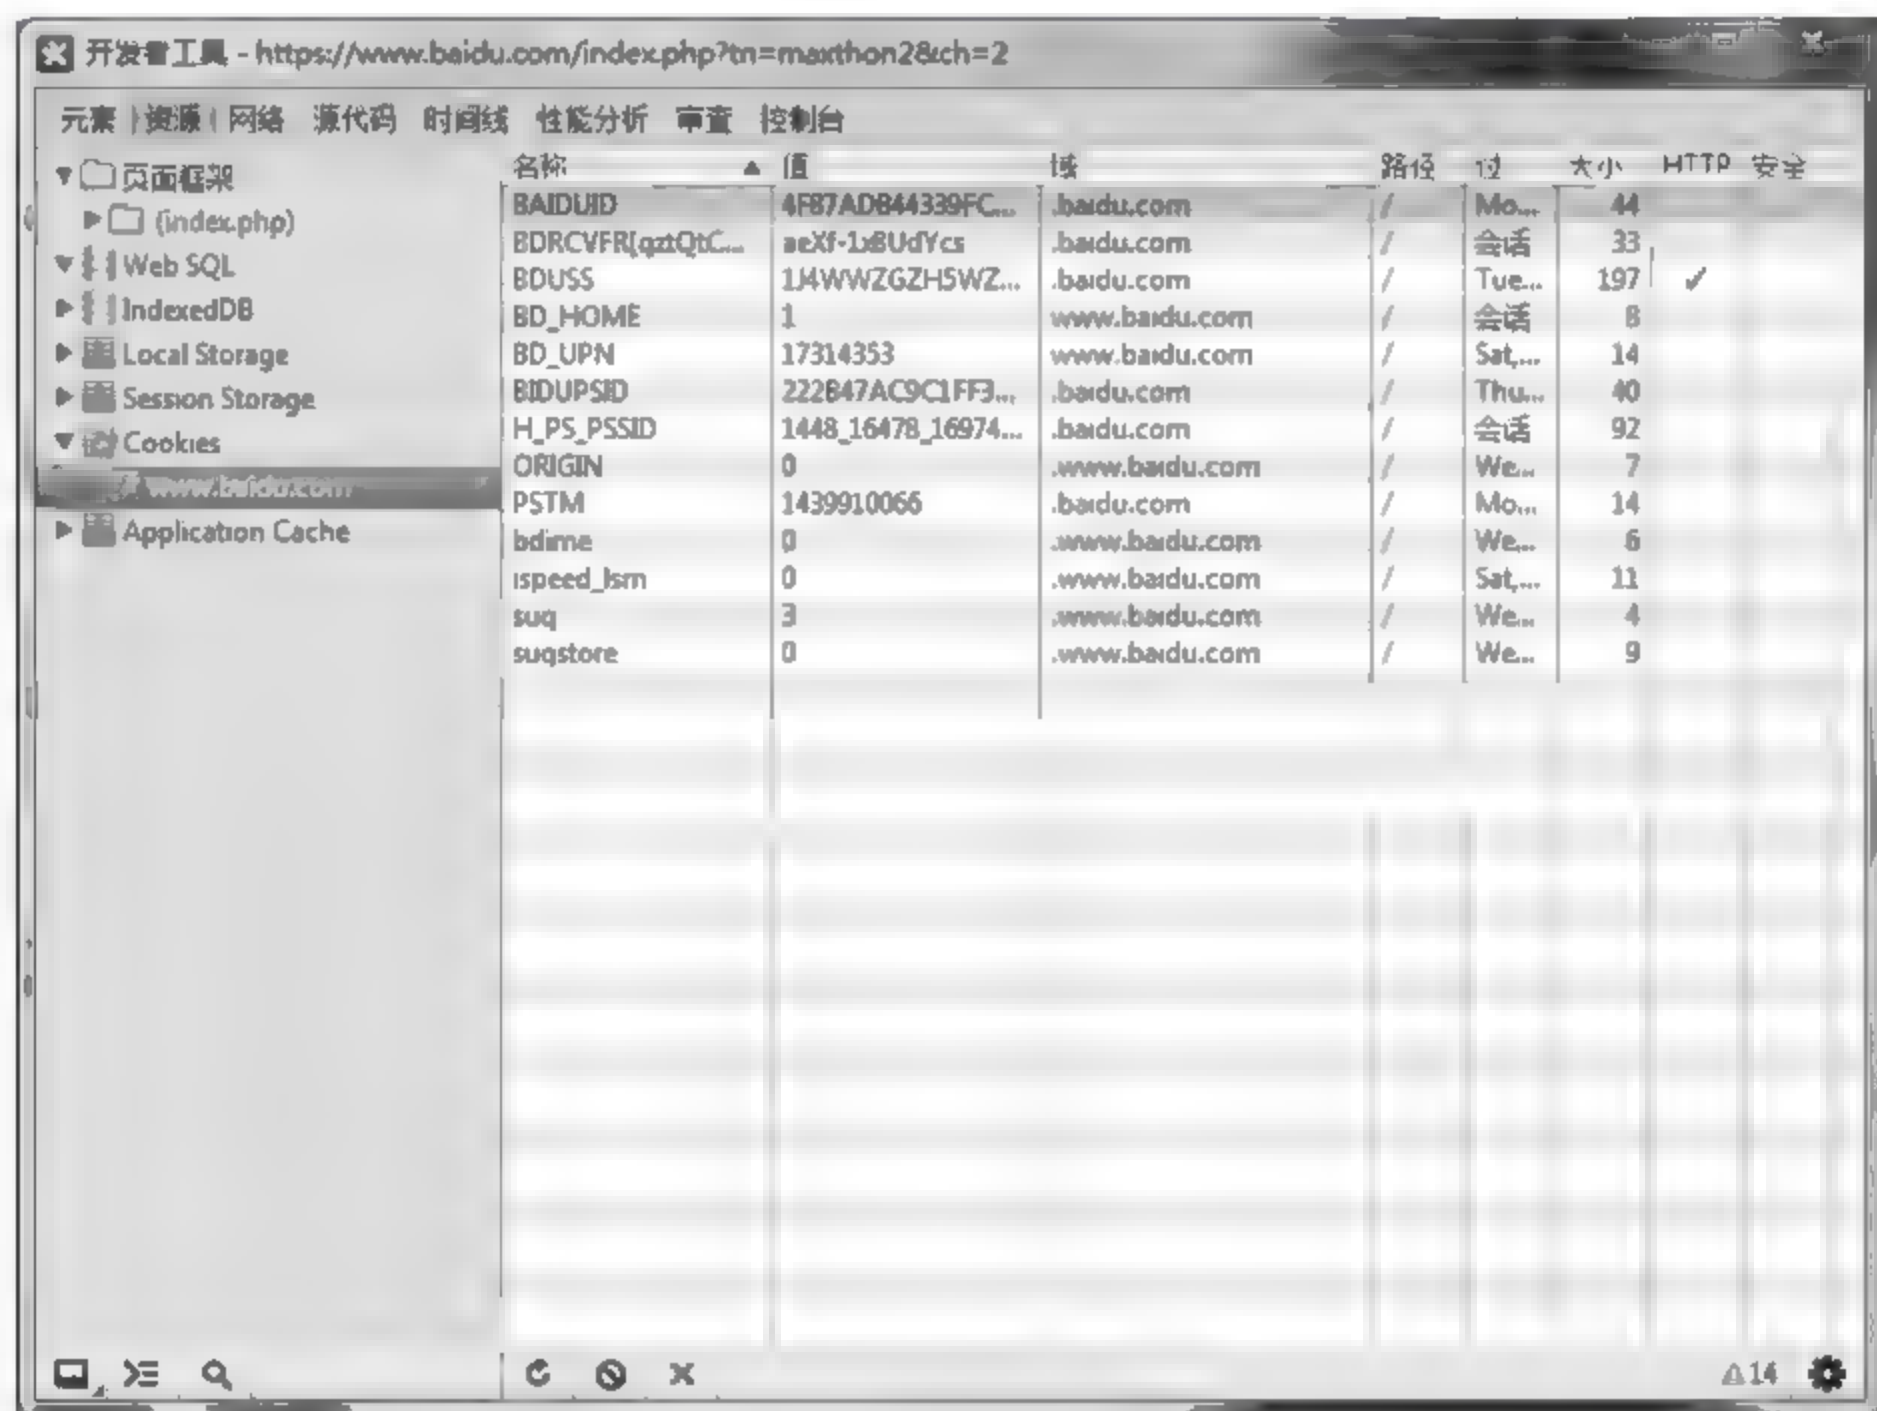 开发者工具 - https://www.baidu.com/index.php?tn=maxthon2&ch=2
元素 资源 网络 源代码 时间线 性能分析 审查 控制台
页面框架
(index.php)
Web SQL
IndexedDB
Local Storage
Session Storage
Cookies
www.baidu.com
Application Cache
名称 值 域 路径 过 大小 HTTP 安全
BAIDUID 4F87ADB44339FC... .baidu.com / Mo... 44
BDRCVFR[qztQtC... aeXf-1x8UdYcs .baidu.com / 会话 33
BDUSS 1J4WWZGZH5WZ... .baidu.com / Tue... 197 ✓
BD_HOME 1 www.baidu.com / 会话 8
BD_UPN 17314353 www.baidu.com / Sat,... 14
BIDUPSID 222B47AC9C1FF3... .baidu.com / Thu... 40
H_PS_PSSID 1448_16478_16974... .baidu.com / 会话 92
ORIGIN 0 .www.baidu.com / We... 7
PSTM 1439910066 .baidu.com / Mo... 14
bdime 0 .www.baidu.com / We... 6
ispeed_lsm 0 .www.baidu.com / Sat,... 11
sug 3 .www.baidu.com / We... 4
sugstore 0 .www.baidu.com / We... 9
14